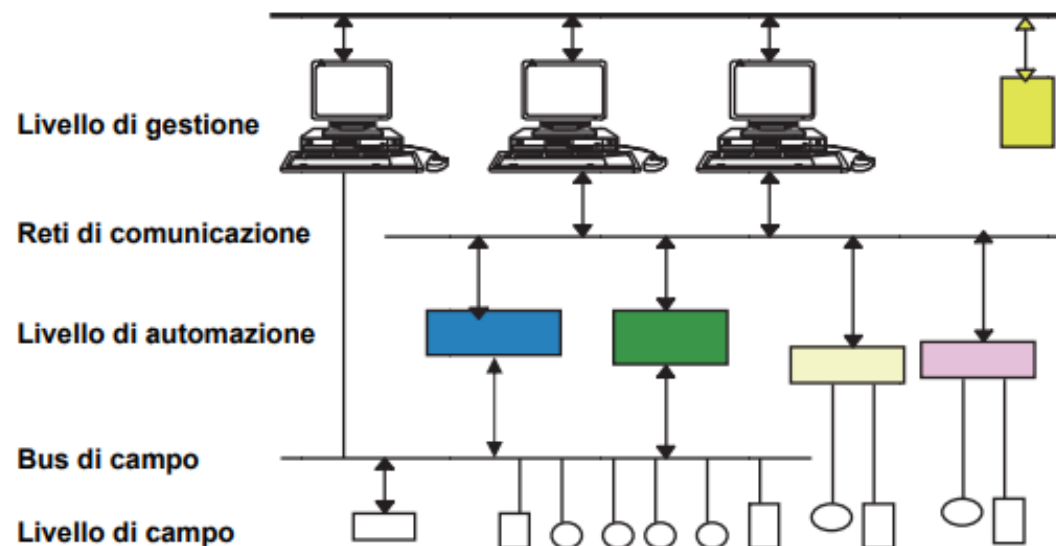 Livello di gestione
Reti di comunicazione
Livello di automazione
Bus di campo
Livello di campo